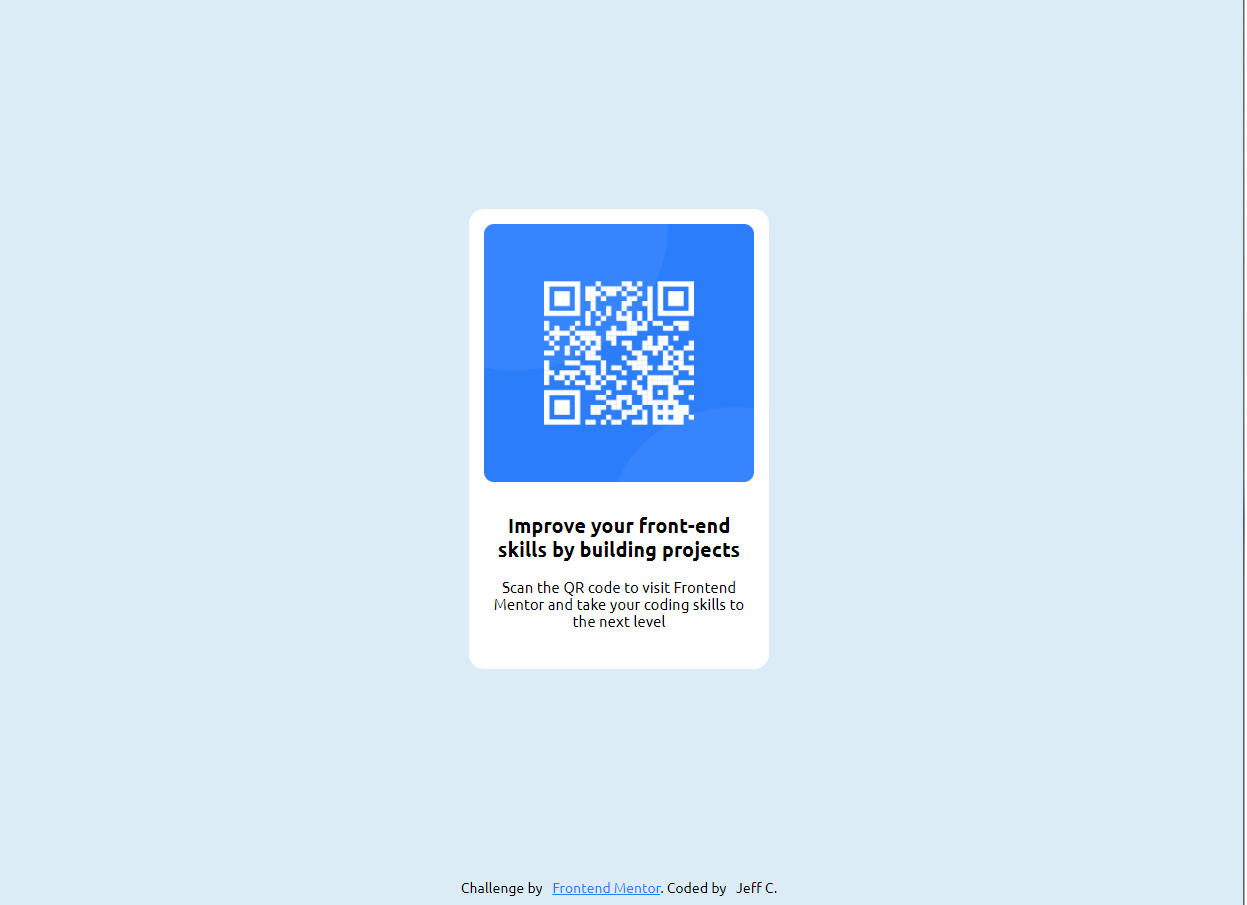 Improve your front-end
skills by building projects
Scan the QR code to visit Frontend
Mentor and take your coding skills to
the next level
Challenge by Frontend Mentor. Coded by Jeff C.